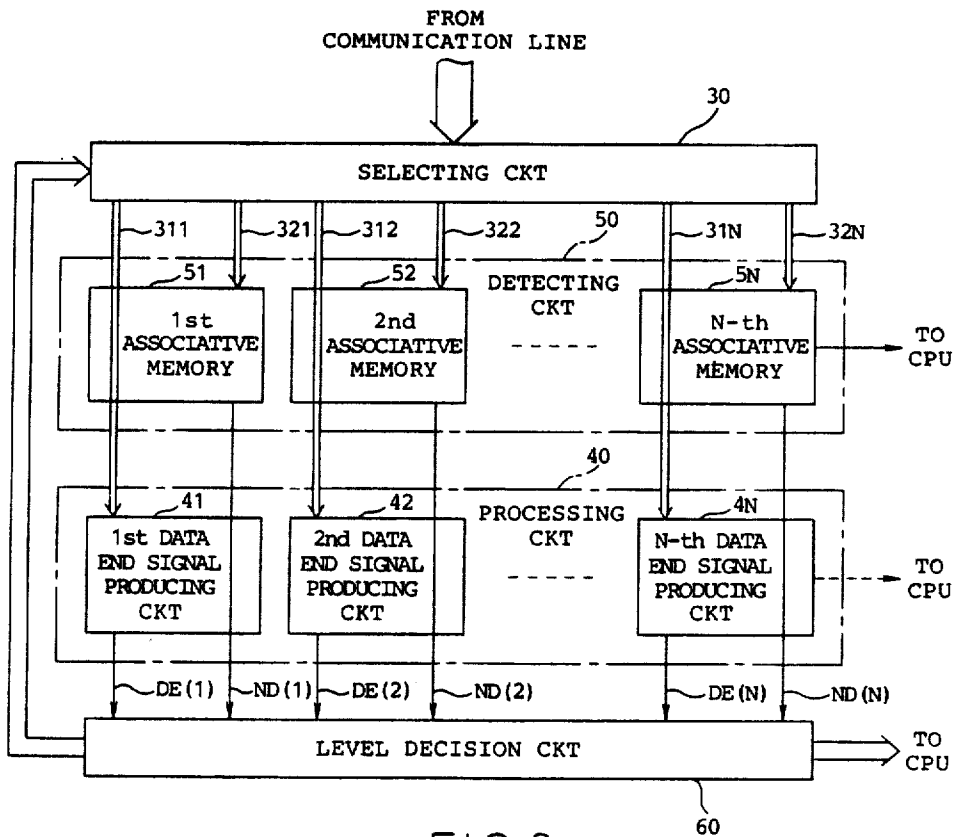 FROM
COMMUNICATION LINE
30
SELECTING CKT
311
321
312
322
31N
32N
50
51
52
DETECTING
CKT
5N
1st
ASSOCIATIVE
MEMORY
2nd
ASSOCIATIVE
MEMORY
N-th
ASSOCIATIVE
MEMORY
TO
CPU
40
41
42
PROCESSING
CKT
4N
1st DATA
END SIGNAL
PRODUCING
CKT
2nd DATA
END SIGNAL
PRODUCING
CKT
N-th DATA
END SIGNAL
PRODUCING
CKT
TO
CPU
DE(1)
ND(1)
DE(2)
ND(2)
DE(N)
ND(N)
LEVEL DECISION CKT
TO
CPU
60